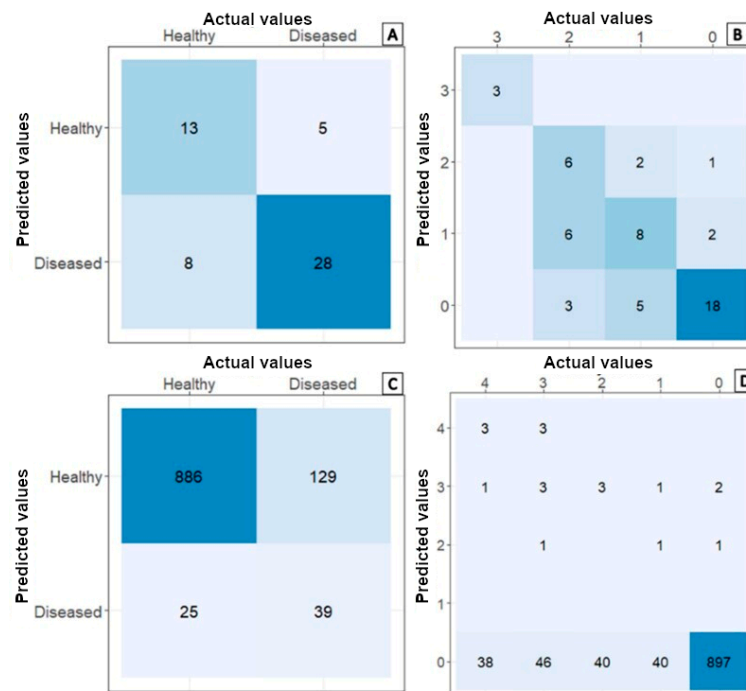 Actual values
A
Healthy Diseased
Predicted values
Healthy
13 5
Diseased
8 28
Actual values
B
3 2 1 0
Predicted values
3
3
2
6 2 1
1
6 8 2
0
3 5 18
Actual values
C
Healthy Diseased
Predicted values
Healthy
886 129
Diseased
25 39
Actual values
D
4 3 2 1 0
Predicted values
4
3 3
3
1 3 3 1 2
2
1 1 1
1
0
38 46 40 40 897